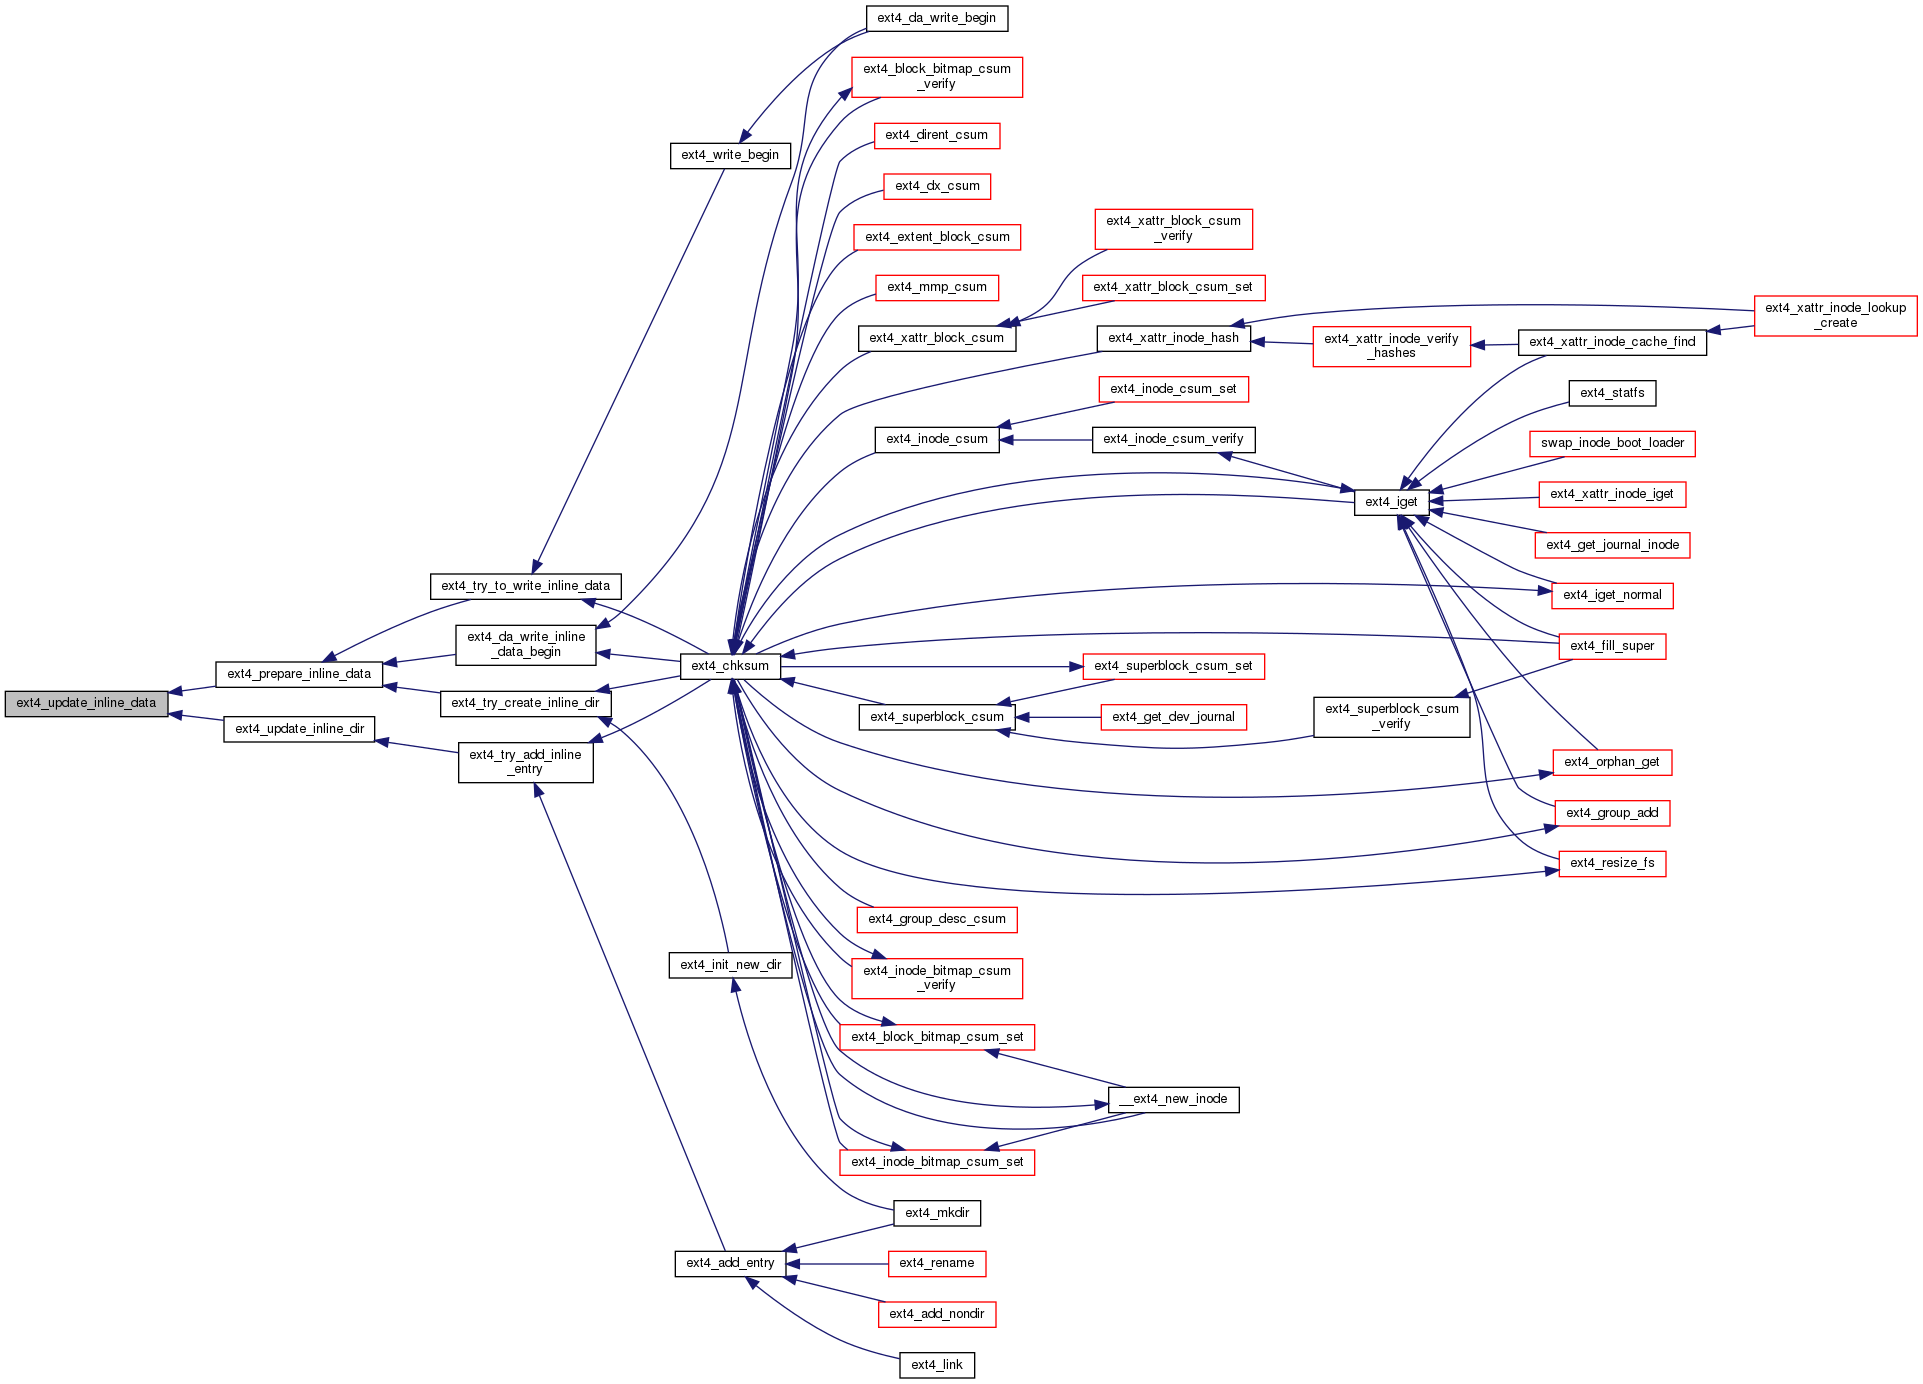 ext4_da_write_begin
ext4_block_bitmap_csum
_verify
ext4_dirent_csum
ext4_write_begin
ext4_dx_csum
ext4_xattr_block_csum
_verify
ext4_extent_block_csum
ext4_mmp_csum
ext4_xattr_block_csum_set
ext4_xattr_inode_lookup
_create
ext4_xattr_block_csum
ext4_xattr_inode_hash
ext4_xattr_inode_verify
_hashes
ext4_xattr_inode_cache_find
ext4_inode_csum_set
ext4_statfs
ext4_inode_csum
ext4_inode_csum_verify
swap_inode_boot_loader
ext4_iget
ext4_xattr_inode_iget
ext4_get_journal_inode
ext4_try_to_write_inline_data
ext4_iget_normal
ext4_da_write_inline
_data_begin
ext4_fill_super
ext4_prepare_inline_data
ext4_chksum
ext4_superblock_csum_set
ext4_update_inline_data
ext4_try_create_inline_dir
ext4_superblock_csum
ext4_get_dev_journal
ext4_superblock_csum
_verify
ext4_update_inline_dir
ext4_try_add_inline
_entry
ext4_orphan_get
ext4_group_add
ext4_resize_fs
ext4_group_desc_csum
ext4_init_new_dir
ext4_inode_bitmap_csum
_verify
ext4_block_bitmap_csum_set
__ext4_new_inode
ext4_inode_bitmap_csum_set
ext4_mkdir
ext4_add_entry
ext4_rename
ext4_add_nondir
ext4_link